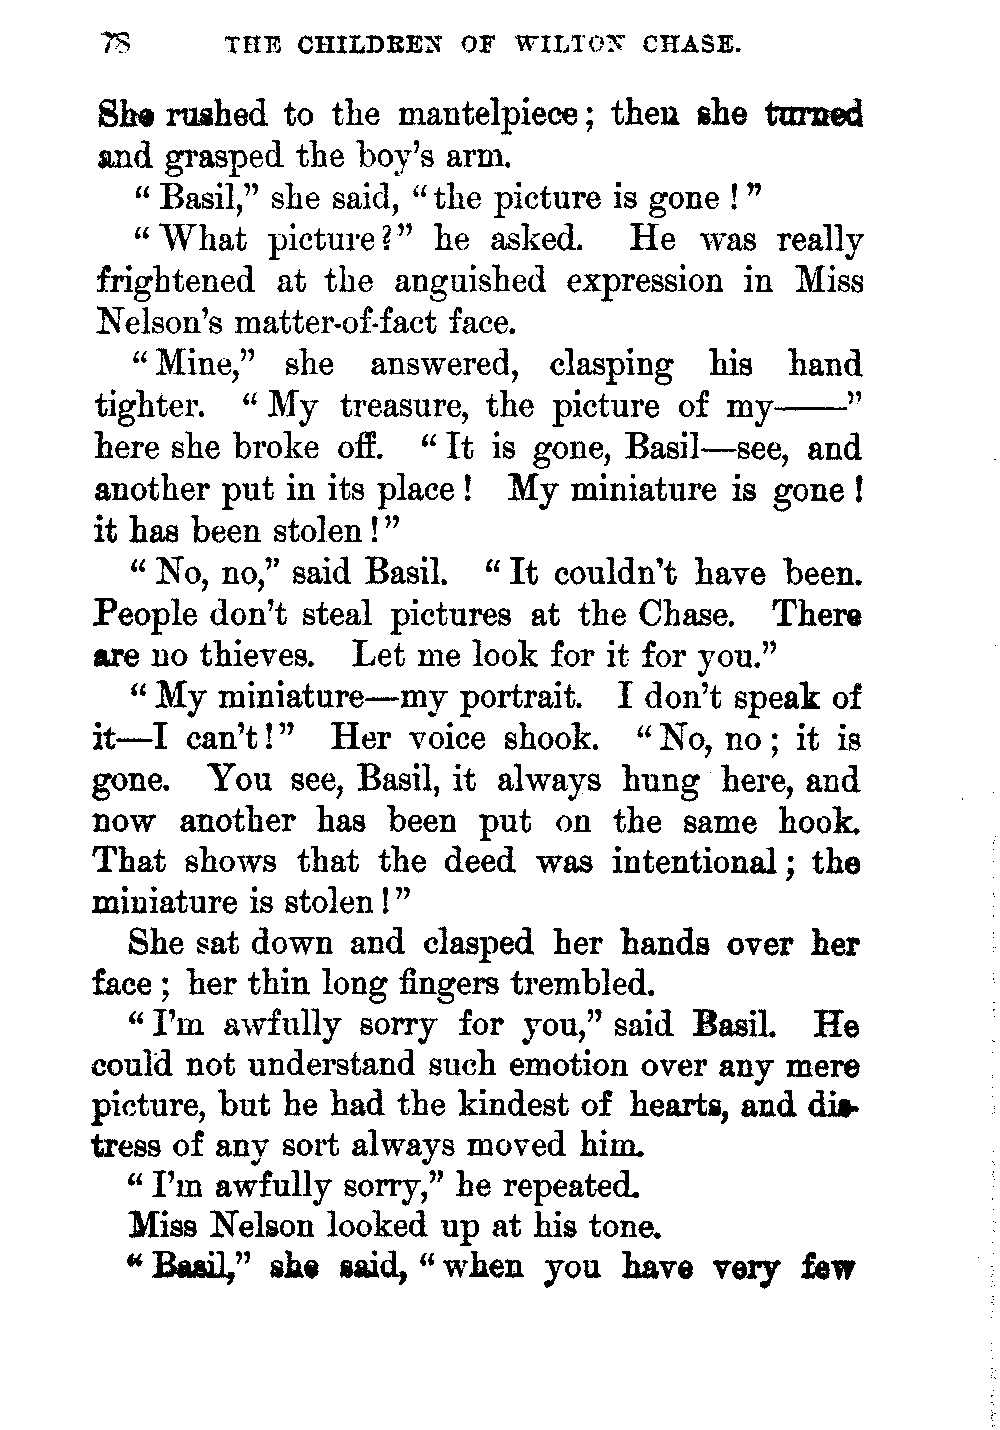 78 THE CHILDREN OF WILTON CHASE.
She rushed to the mantelpiece; then she turned
and grasped the boy's arm.
"Basil," she said, "the picture is gone!"
"What picture?" he asked. He was really
frightened at the anguished expression in Miss
Nelson's matter-of-fact face.
"Mine," she answered, clasping his hand
tighter. "My treasure, the picture of my——"
here she broke off. "It is gone, Basil—see, and
another put in its place! My miniature is gone!
it has been stolen!"
"No, no," said Basil. "It couldn't have been.
People don't steal pictures at the Chase. There
are no thieves. Let me look for it for you."
"My miniature—my portrait. I don't speak of
it—I can't!" Her voice shook. "No, no; it is
gone. You see, Basil, it always hung here, and
now another has been put on the same hook.
That shows that the deed was intentional; the
miniature is stolen!"
She sat down and clasped her hands over her
face; her thin long fingers trembled.
"I'm awfully sorry for you," said Basil. He
could not understand such emotion over any mere
picture, but he had the kindest of hearts, and dis-
tress of any sort always moved him.
"I'm awfully sorry," he repeated.
Miss Nelson looked up at his tone.
"Basil," she said, "when you have very few